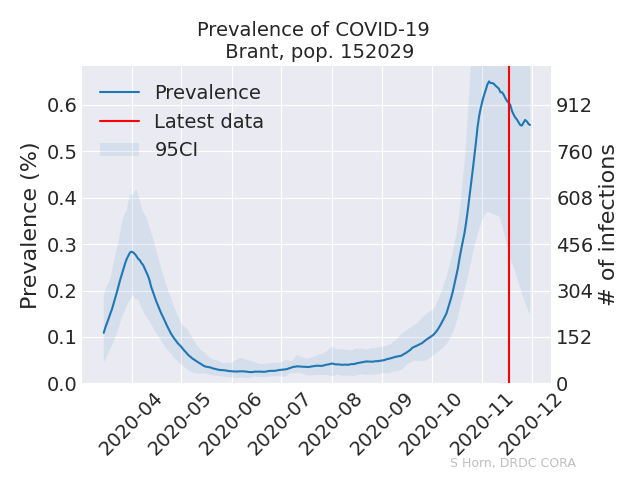 Prevalence of COVID-19
Brant, pop. 152029
Prevalence
Latest data
95CI
Prevalence (%)
0.6
0.5
0.4
0.3
0.2
0.1
0.0
912
760
608
456
304
152
0
# of infections
2020-04
2020-05
2020-06
2020-07
2020-08
2020-09
2020-10
2020-11
2020-12
S Horn, DRDC CORA